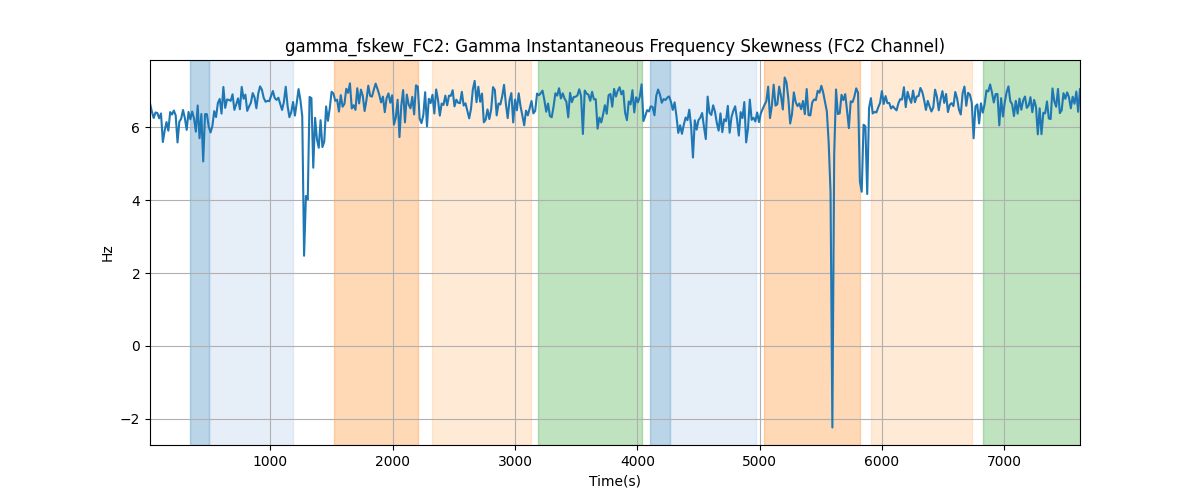 gamma_fskew_FC2: Gamma Instantaneous Frequency Skewness (FC2 Channel)
Hz
6
4
2
0
−2
1000 2000 3000 4000 5000 6000 7000
Time(s)